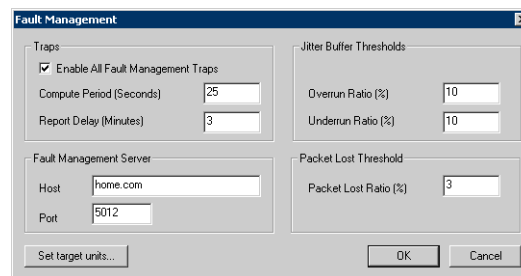 Fault Management
Traps
Enable All Fault Management Traps
Compute Period (Seconds) 25
Report Delay (Minutes) 3
Jitter Buffer Thresholds
Overrun Ratio (%) 10
Underrun Ratio (%) 10
Fault Management Server
Host home.com
Port 5012
Packet Lost Threshold
Packet Lost Ratio (%) 3
Set target units...
OK
Cancel